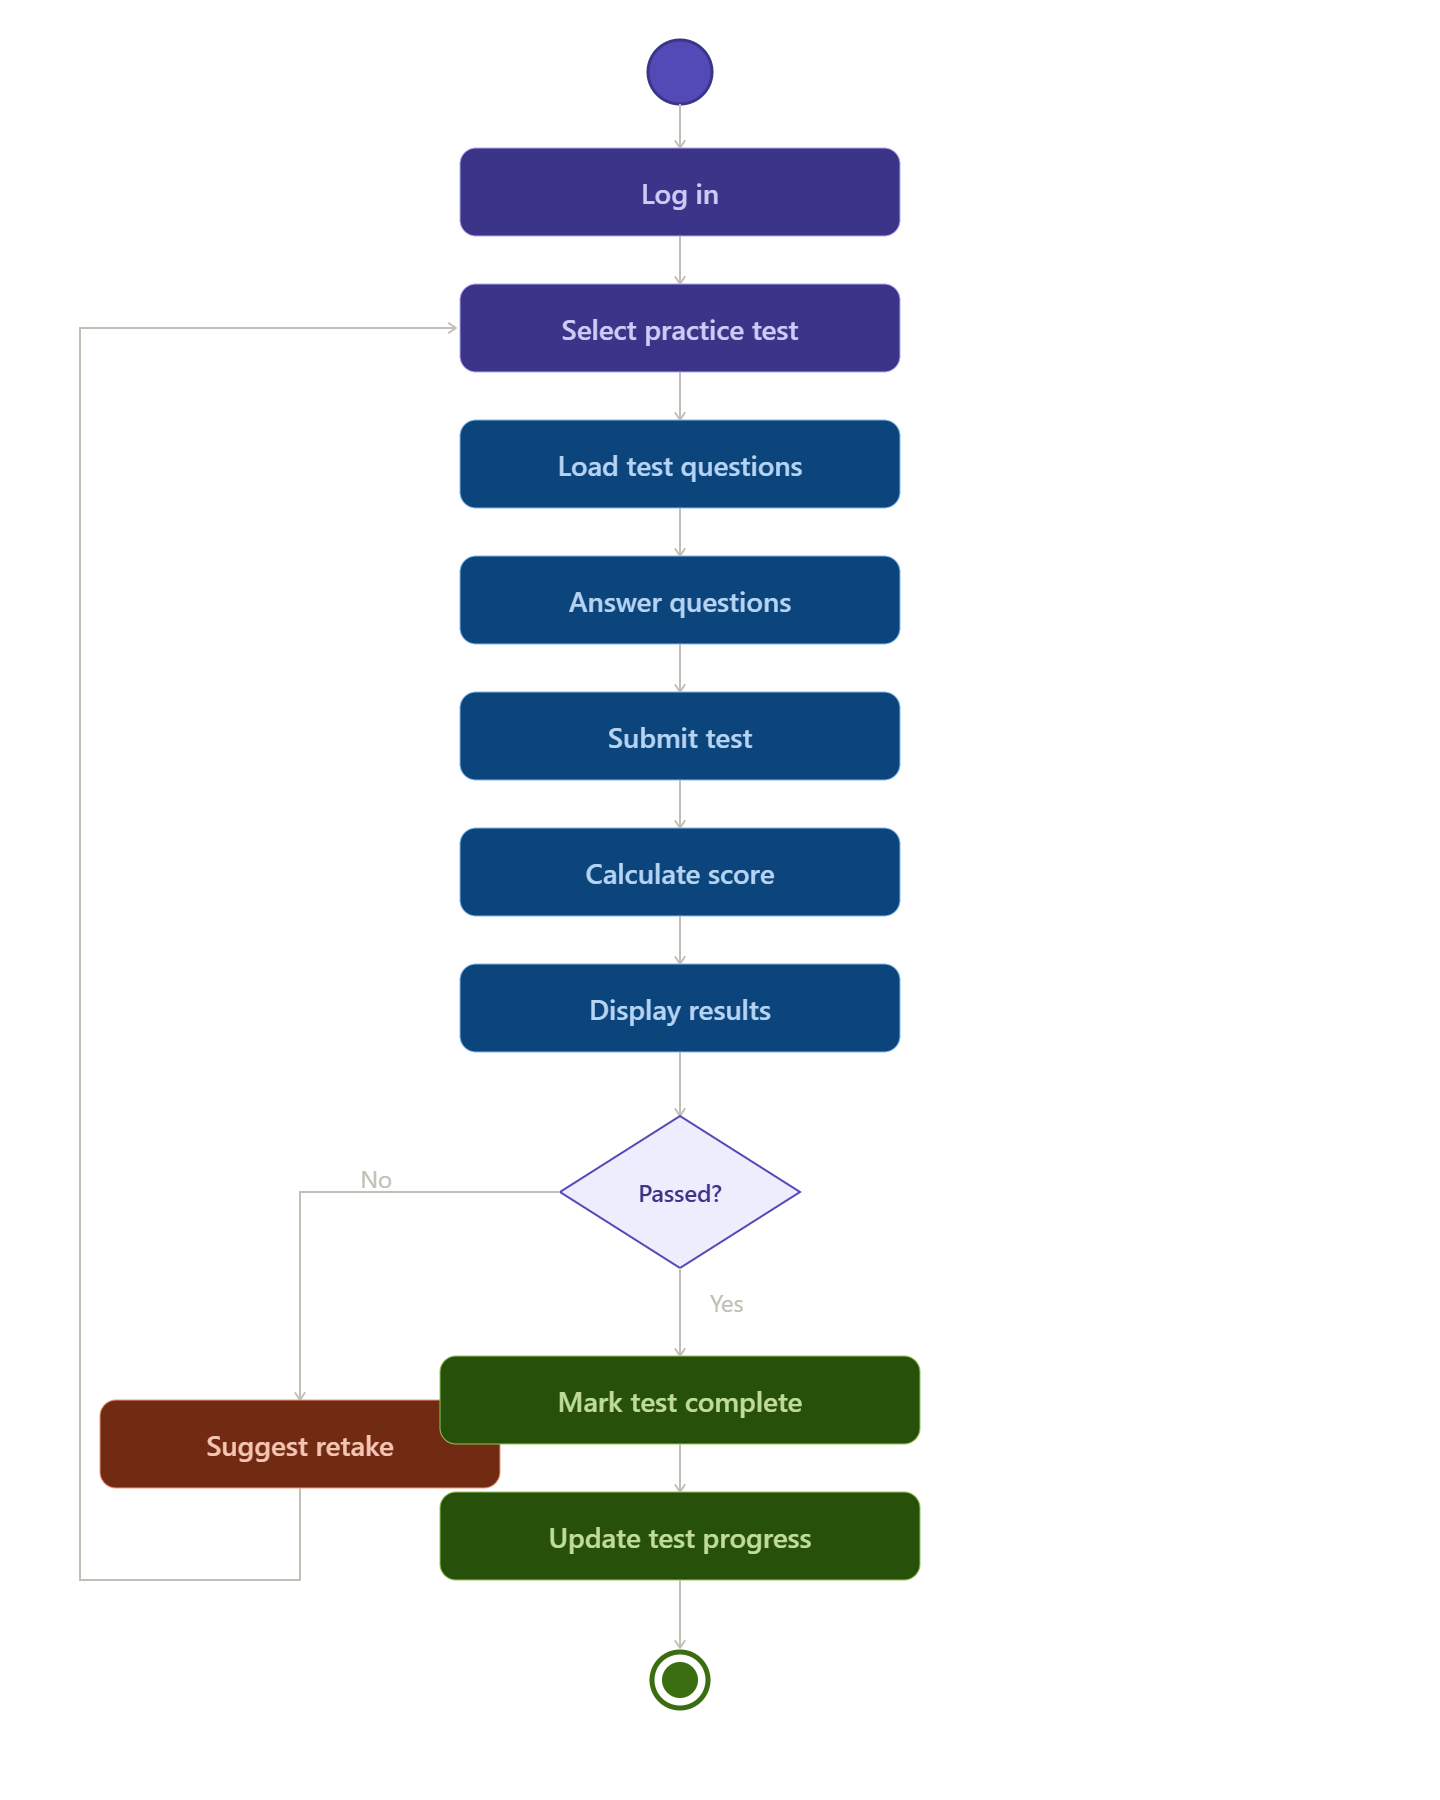 Log in
Select practice test
Load test questions
Answer questions
Submit test
Calculate score
Display results
No
Passed?
Yes
Mark test complete
Suggest retake
Update test progress